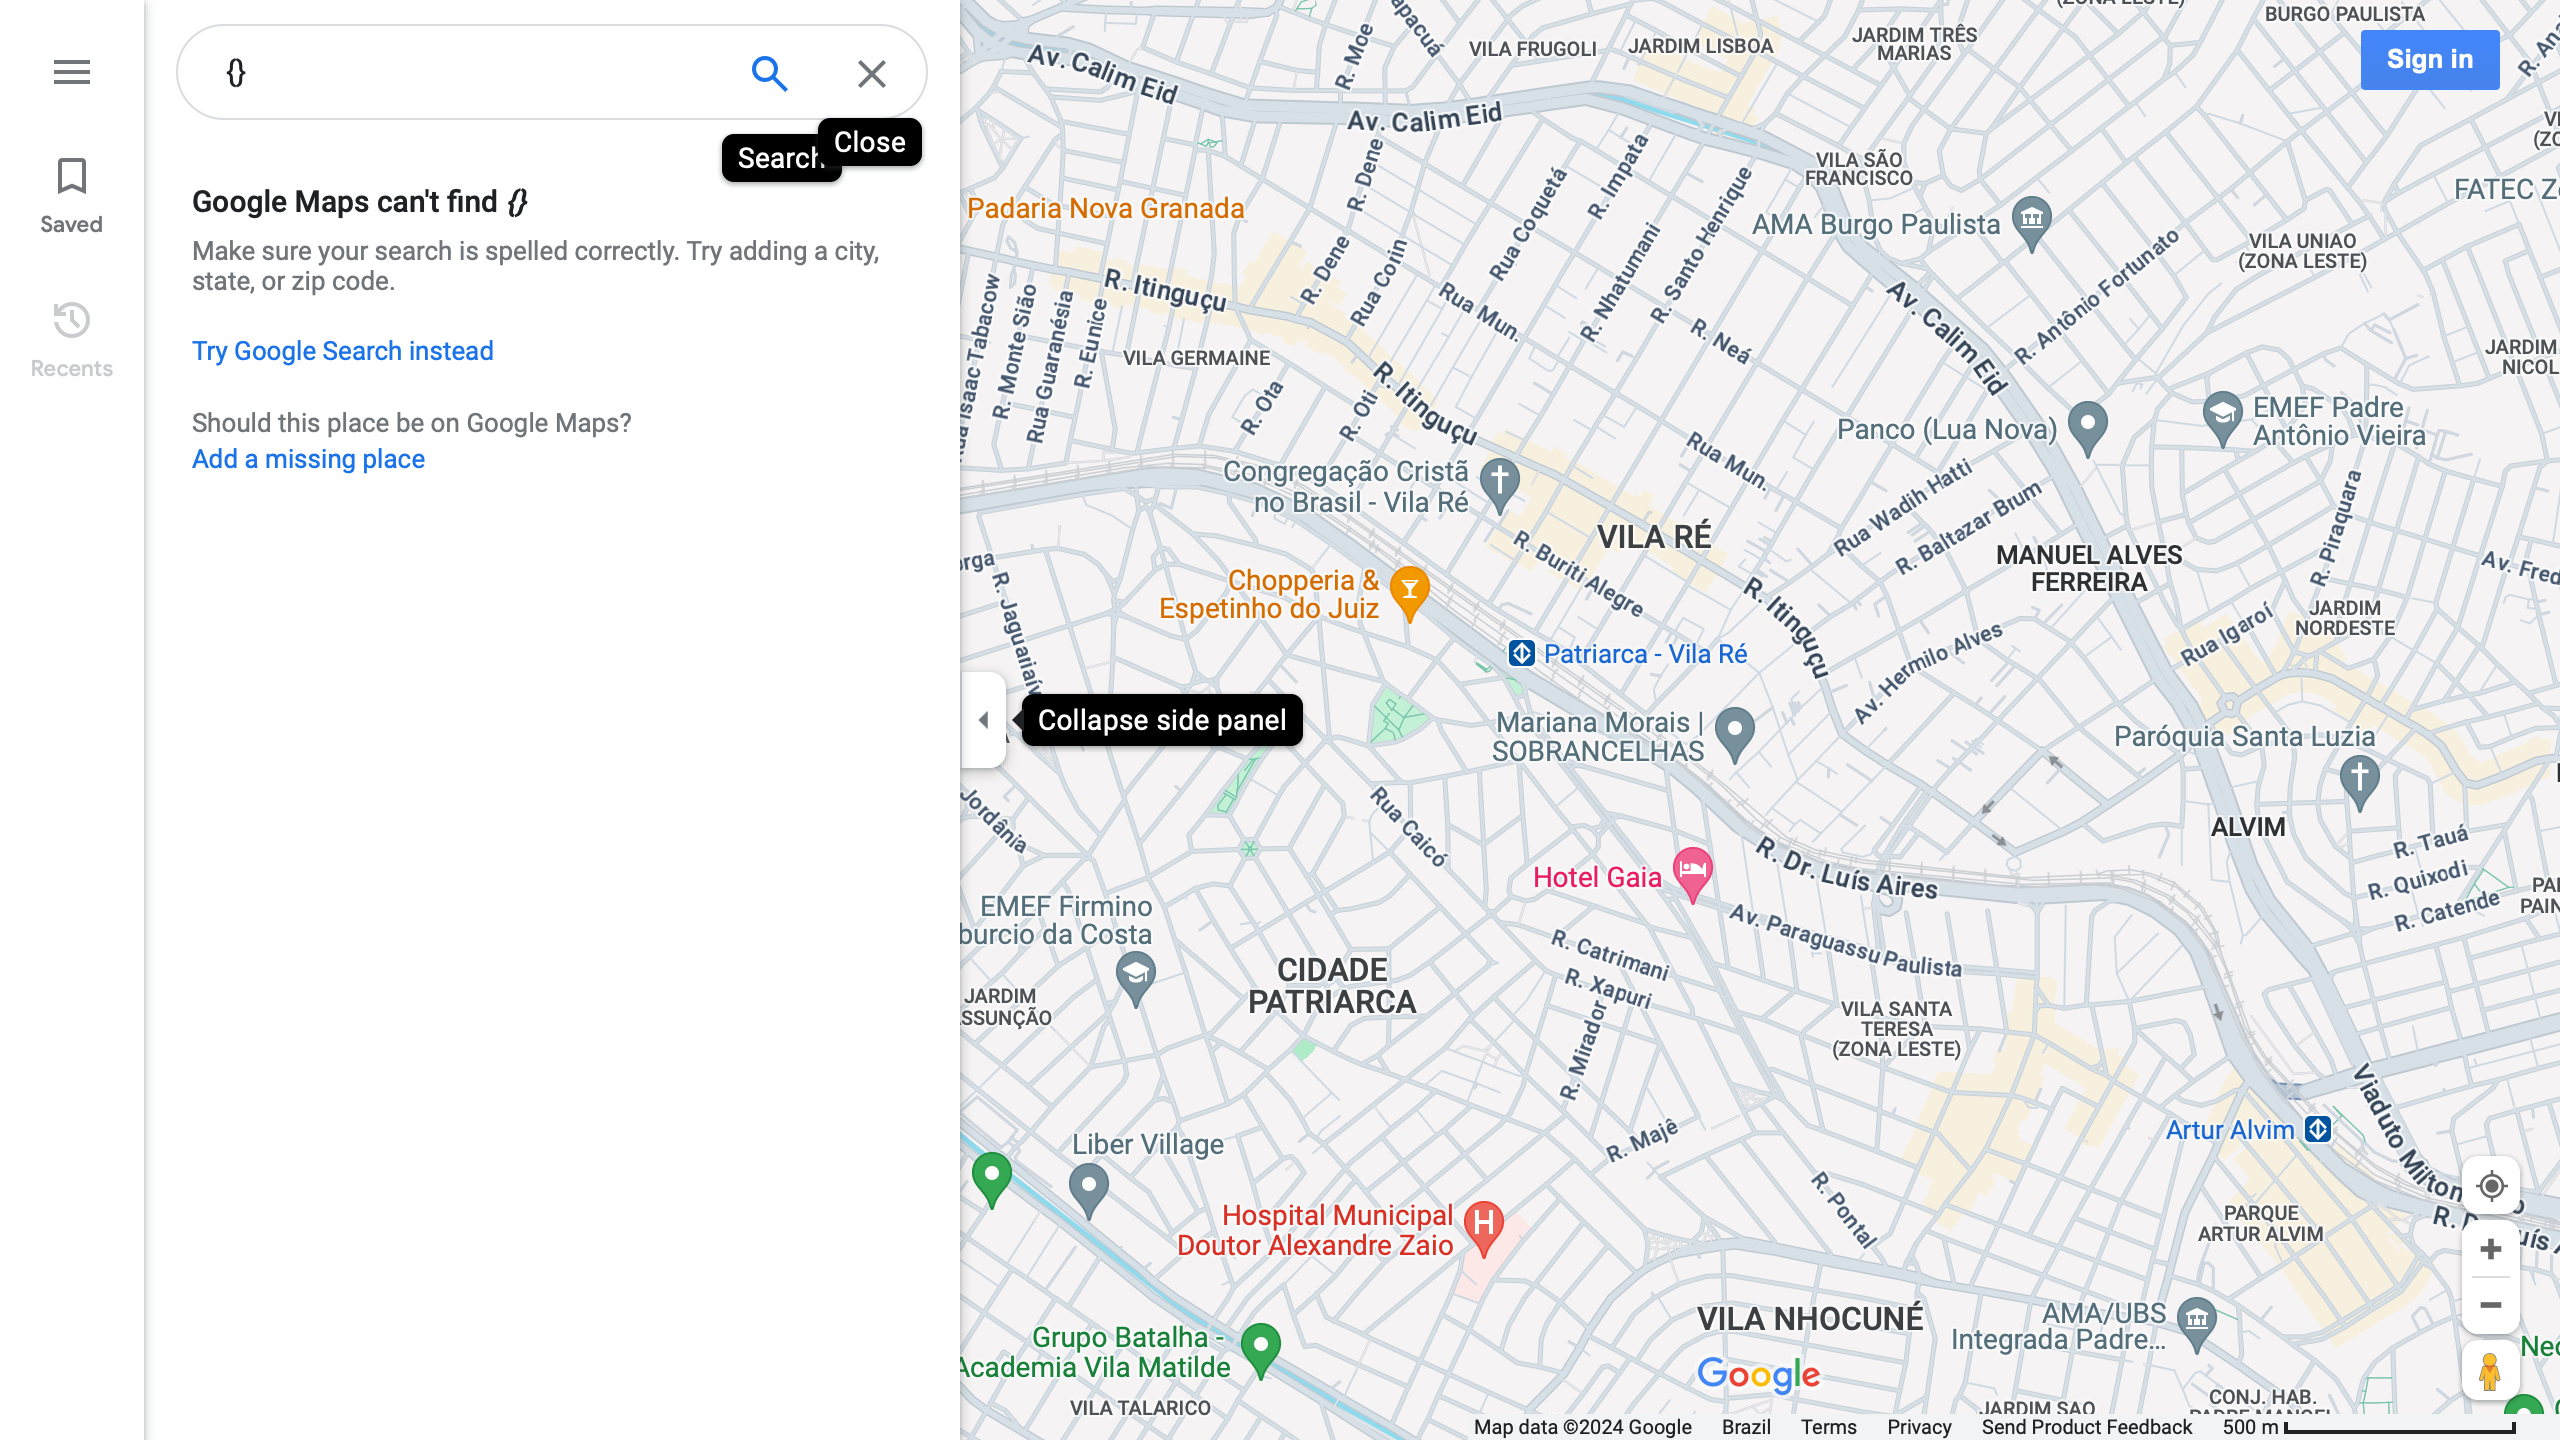 {}
Search
Close
Saved
Recents
Google Maps can't find {}
Make sure your search is spelled correctly. Try adding a city,
state, or zip code.
Try Google Search instead
Should this place be on Google Maps?
Add a missing place
Collapse side panel
Sign in
BURGO PAULISTA
Av. Calim Eid
R. Moe
VILA FRUGOLI
JARDIM LISBOA
JARDIM TRÊS
MARIAS
Av. Calim Eid
VILA SÃO
FRANCISCO
Padaria Nova Granada
R. Dene
R. Impata
Rua Coquetá
R. Santo Henrique
AMA Burgo Paulista
FATEC Z
VILA UNIAO
(ZONA LESTE)
R. Itinguçu
R. Dene
Rua Corin
Rua Mun.
R. Nhatumani
R. Neá
Av. Calim Eid
R. Antônio Fortunato
R. Monte Sião
Rua Guaranésia
R. Eunice
VILA GERMAINE
R. Ota
R. Oti
R. Itinguçu
JARDIM
NICOL
Panco (Lua Nova)
EMEF Padre
Antônio Vieira
Congregação Cristã
no Brasil - Vila Ré
Rua Mun.
Rua Wadih Hatti
R. Baltazar Brum
R. Piraquara
VILA RÉ
R. Buriti Alegre
MANUEL ALVES
FERREIRA
Av. Fred
Chopperia &
Espetinho do Juiz
R. Itinguçu
JARDIM
NORDESTE
Rua Igaroí
Av. Hermilo Alves
Patriarca - Vila Ré
Mariana Morais |
SOBRANCELHAS
Paróquia Santa Luzia
Jordânia
Rua Caicó
ALVIM
R. Tauá
R. Quixodi
R. Catende
Hotel Gaia
R. Dr. Luís Aires
Av. Paraguassu Paulista
EMEF Firmino
burcio da Costa
R. Catrimani
R. Xapuri
R. Mirador
CIDADE
PATRIARCA
JARDIM
SSUNÇÃO
VILA SANTA
TERESA
(ZONA LESTE)
Artur Alvim
R. Majê
Liber Village
R. Pontal
Hospital Municipal
Doutor Alexandre Zaio
PARQUE
ARTUR ALVIM
VILA NHOCUNÉ
AMA/UBS
Integrada Padre...
Grupo Batalha -
Academia Vila Matilde
VILA TALARICO
Google
CONJ. HAB.
Map data ©2024 Google Brazil Terms Privacy Send Product Feedback 500 m